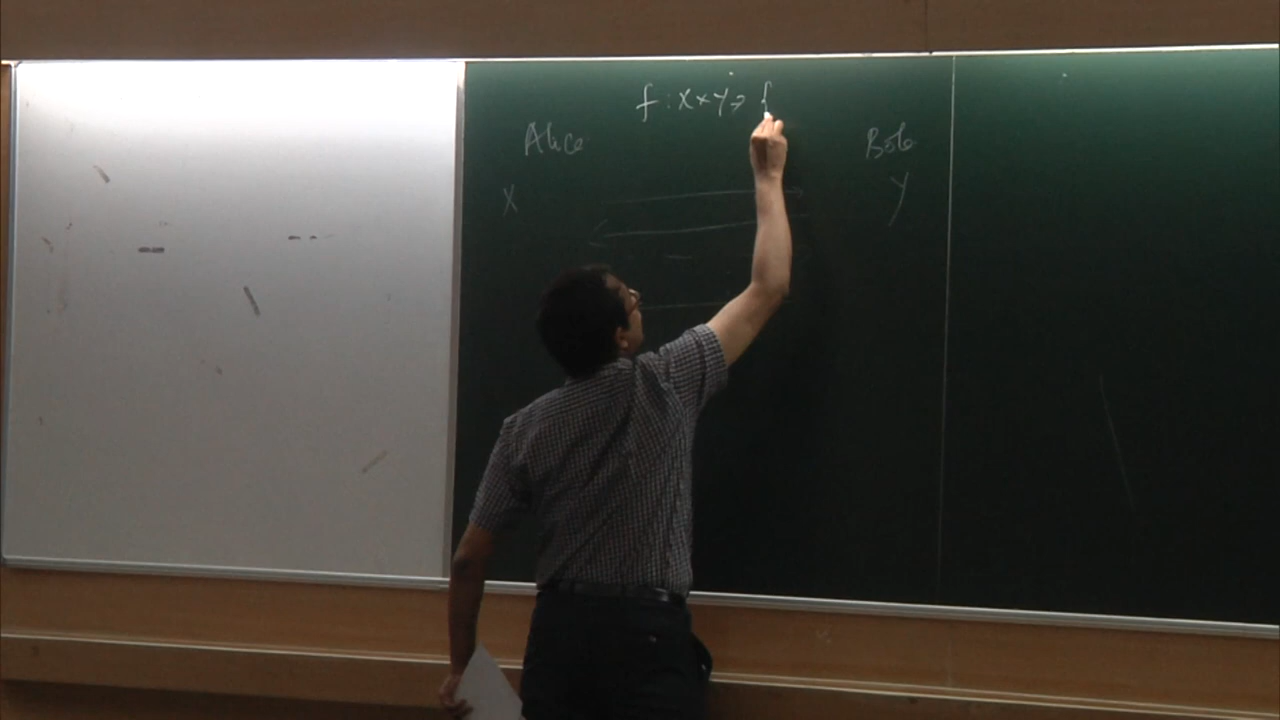 f : X × Y → {
Alice Bob
X y